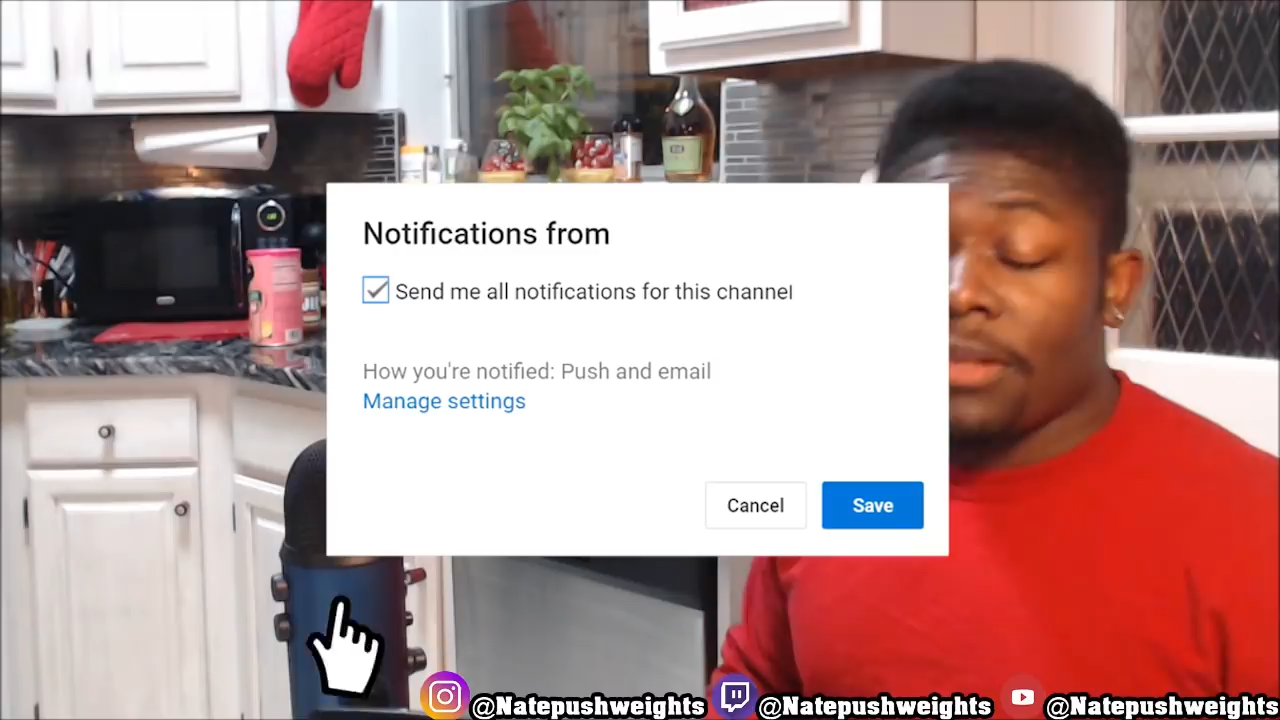 Notifications from
Send me all notifications for this channel
How you're notified: Push and email
Manage settings
Cancel
Save
@Natepushweights
@Natepushweights
@Natepushweights